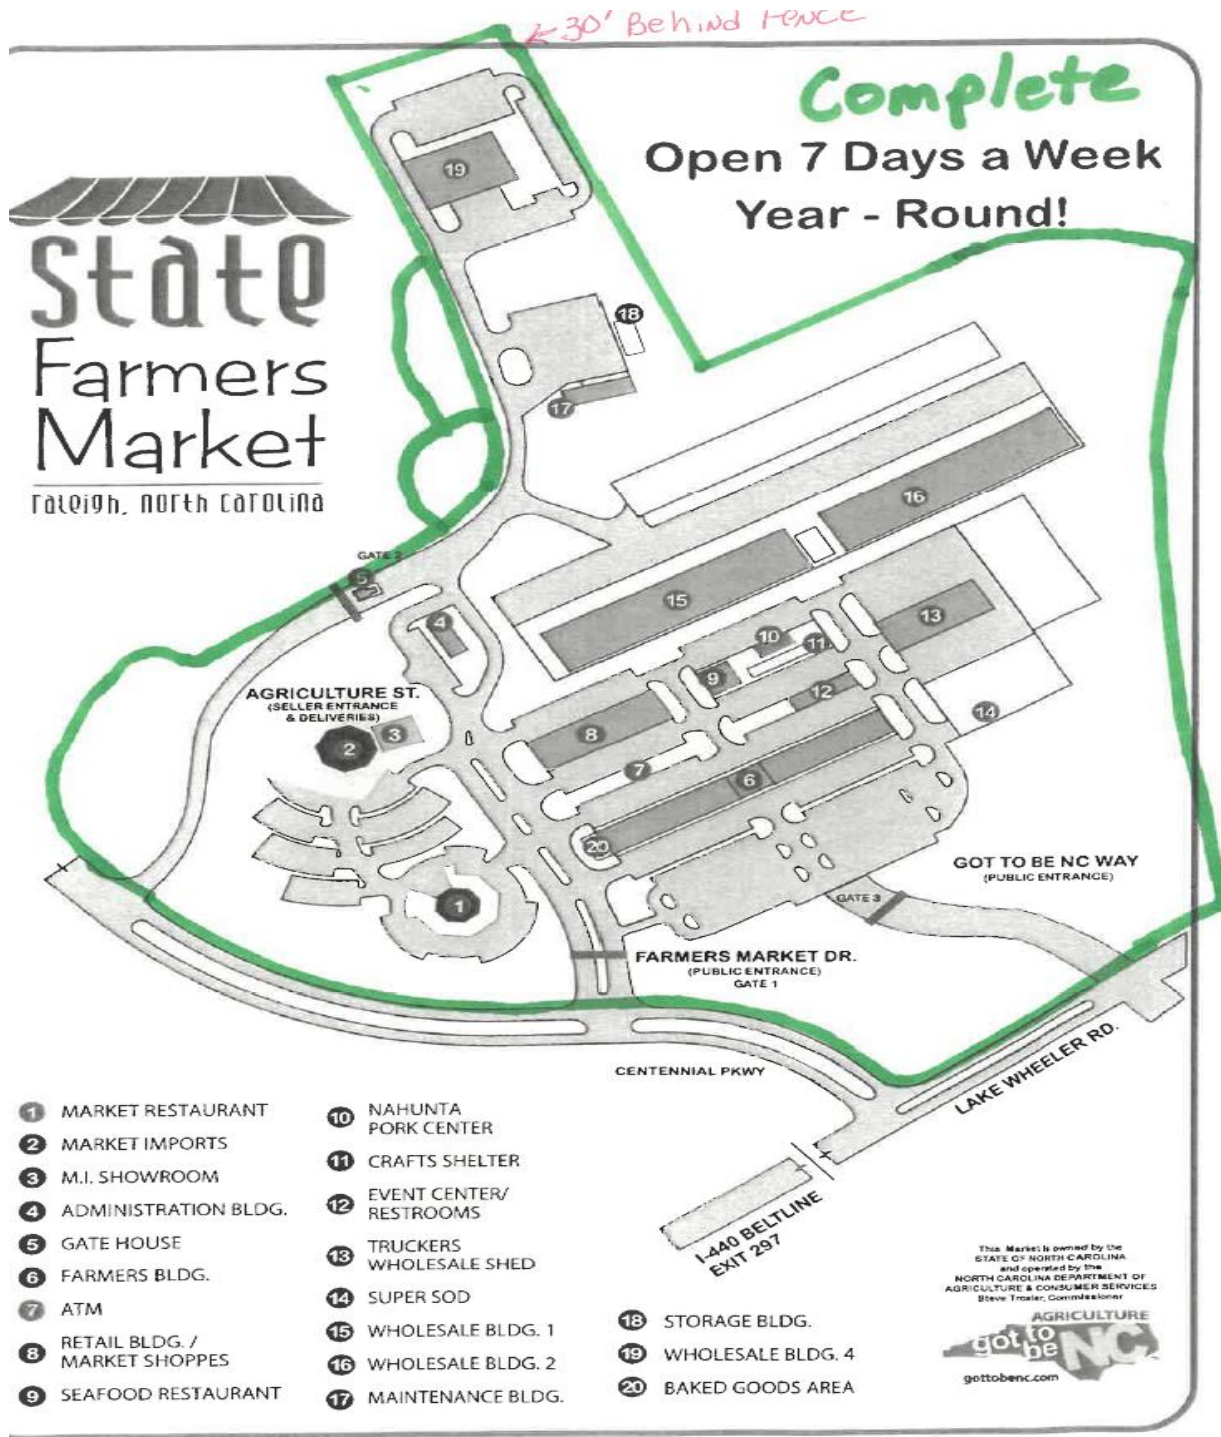 ←30' Behind Fence
Complete
Open 7 Days a Week
Year - Round!
State
Farmers
Market
raleigh, north carolina
19
18
17
16
GATE 2
5
15
4
13
10
11
9
12
AGRICULTURE ST.
(SELLER ENTRANCE
& DELIVERIES)
3
2
8
14
7
6
20
GOT TO BE NC WAY
(PUBLIC ENTRANCE)
GATE 3
1
FARMERS MARKET DR.
(PUBLIC ENTRANCE)
GATE 1
CENTENNIAL PKWY
LAKE WHEELER RD.
I-440 BELTLINE
EXIT 297
1 MARKET RESTAURANT
2 MARKET IMPORTS
3 M.I. SHOWROOM
4 ADMINISTRATION BLDG.
5 GATE HOUSE
6 FARMERS BLDG.
7 ATM
8 RETAIL BLDG. /
MARKET SHOPPES
9 SEAFOOD RESTAURANT
10 NAHUNTA
PORK CENTER
11 CRAFTS SHELTER
12 EVENT CENTER/
RESTROOMS
13 TRUCKERS
WHOLESALE SHED
14 SUPER SOD
15 WHOLESALE BLDG. 1
16 WHOLESALE BLDG. 2
17 MAINTENANCE BLDG.
18 STORAGE BLDG.
19 WHOLESALE BLDG. 4
20 BAKED GOODS AREA
This Market is owned by the
STATE OF NORTH CAROLINA
and operated by the
NORTH CAROLINA DEPARTMENT OF
AGRICULTURE & CONSUMER SERVICES
Steve Troxler, Commissioner
AGRICULTURE
got to
be NC
gottobenc.com